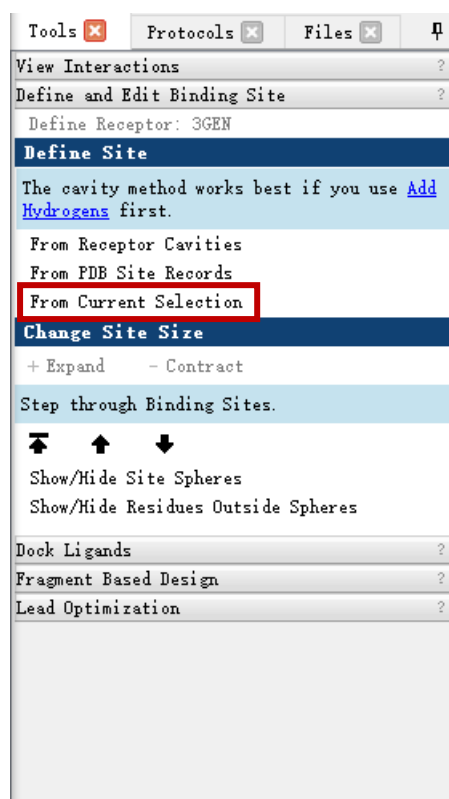 Tools Protocols Files
View Interactions ?
Define and Edit Binding Site ?
Define Receptor: 3GEN
Define Site
The cavity method works best if you use Add
Hydrogens first.
From Receptor Cavities
From PDB Site Records
From Current Selection
Change Site Size
+ Expand - Contract
Step through Binding Sites.
Show/Hide Site Spheres
Show/Hide Residues Outside Spheres
Dock Ligands ?
Fragment Based Design ?
Lead Optimization ?